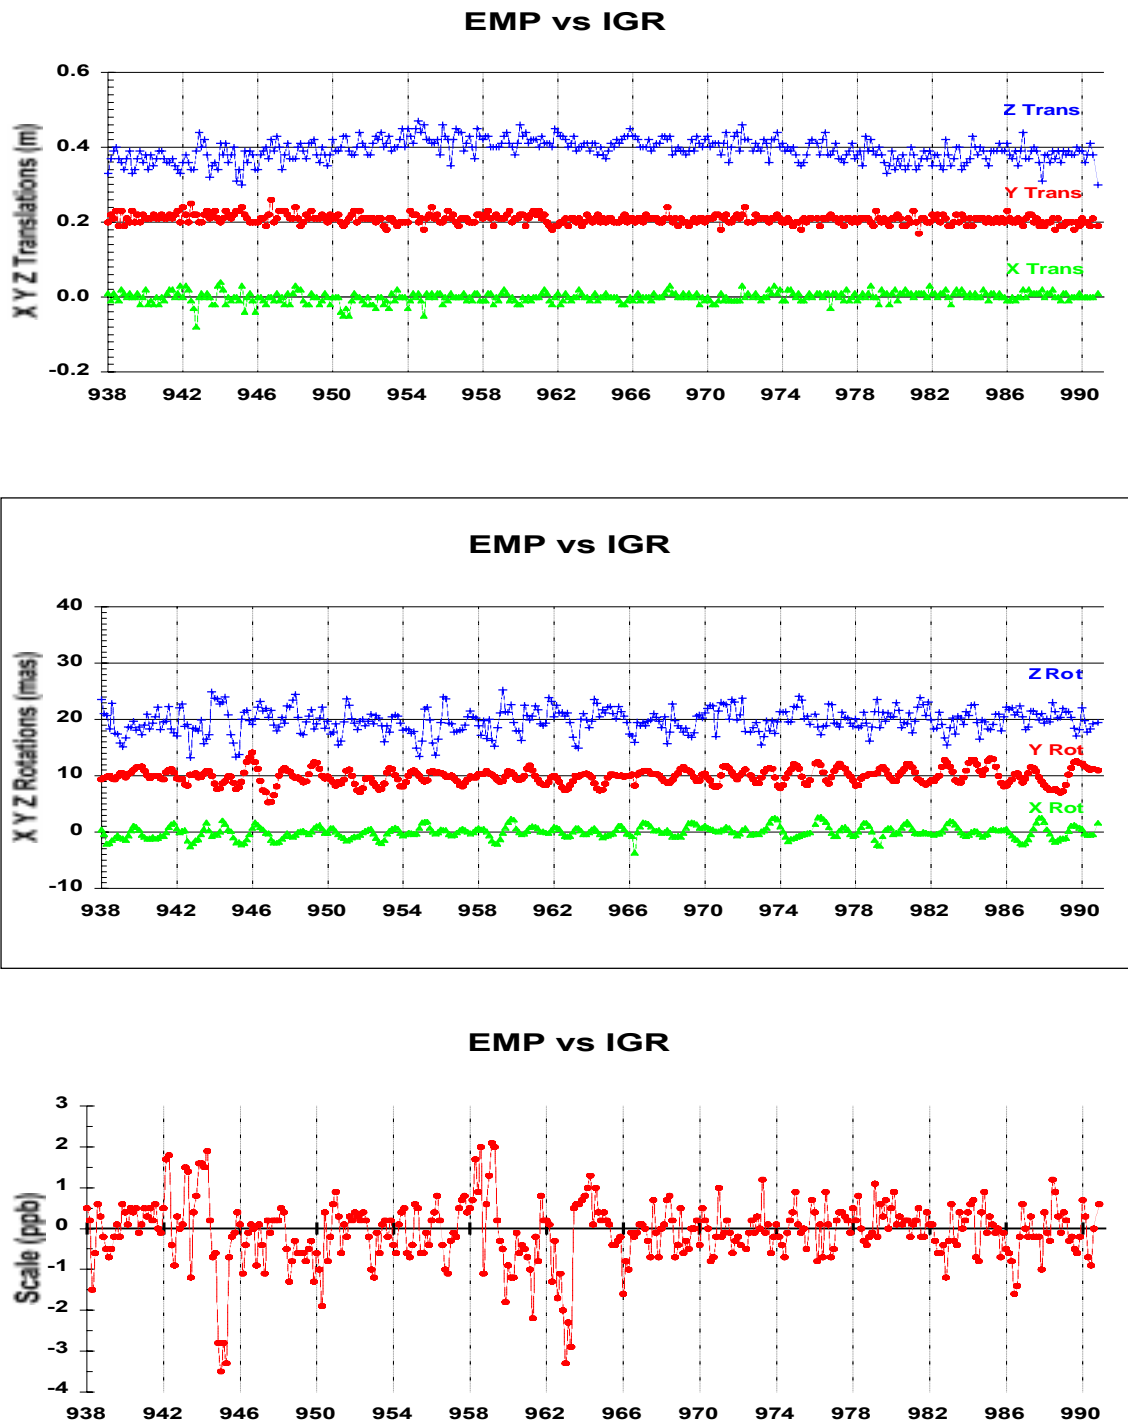 EMP vs IGR
X Y Z Translations (m)
0.6
0.4
0.2
0.0
-0.2
Z Trans
Y Trans
X Trans
938 942 946 950 954 958 962 966 970 974 978 982 986 990
EMP vs IGR
X Y Z Rotations (mas)
40
30
20
10
0
-10
Z Rot
Y Rot
X Rot
938 942 946 950 954 958 962 966 970 974 978 982 986 990
EMP vs IGR
Scale (ppb)
3
2
1
0
-1
-2
-3
-4
938 942 946 950 954 958 962 966 970 974 978 982 986 990